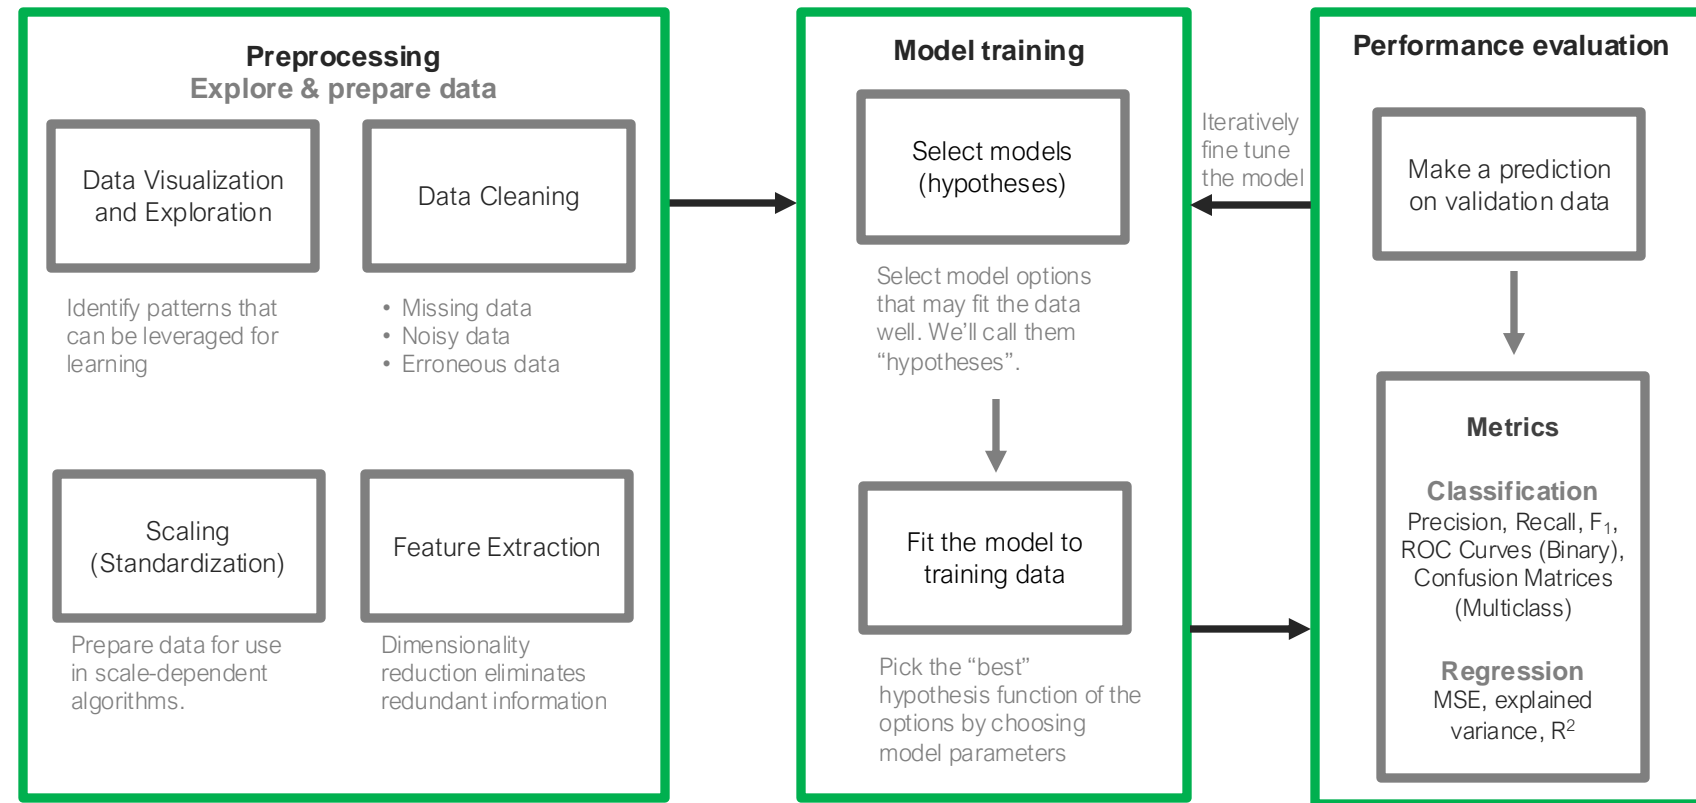 Preprocessing
Explore & prepare data
Data Visualization
and Exploration
Identify patterns that
can be leveraged for
learning
Data Cleaning
• Missing data
• Noisy data
• Erroneous data
Scaling
(Standardization)
Prepare data for use
in scale-dependent
algorithms.
Feature Extraction
Dimensionality
reduction eliminates
redundant information
Model training
Select models
(hypotheses)
Select model options
that may fit the data
well. We’ll call them
“hypotheses”.
Fit the model to
training data
Pick the “best”
hypothesis function of the
options by choosing
model parameters
Iteratively
fine tune
the model
Performance evaluation
Make a prediction
on validation data
Metrics
Classification
Precision, Recall, F₁,
ROC Curves (Binary),
Confusion Matrices
(Multiclass)
Regression
MSE, explained
variance, R²